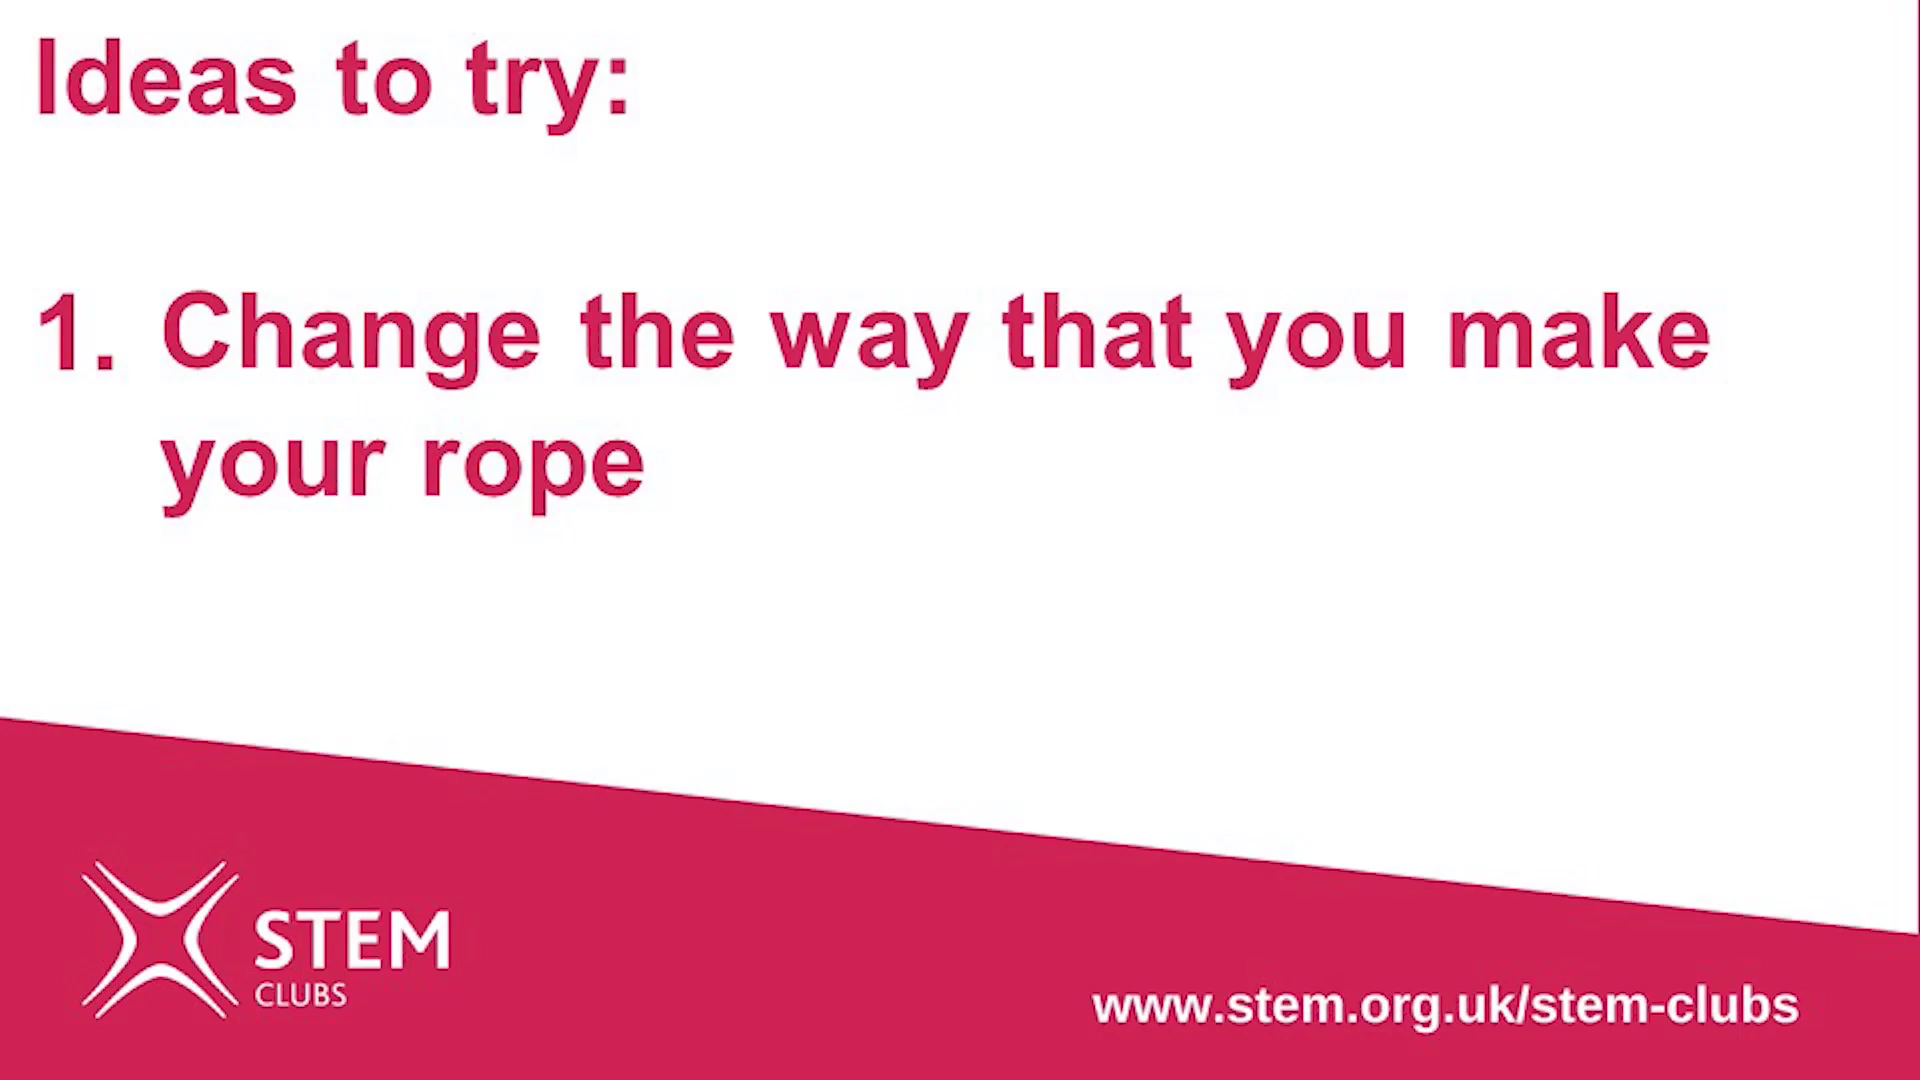 Ideas to try:
1. Change the way that you make
your rope
STEM
CLUBS
www.stem.org.uk/stem-clubs